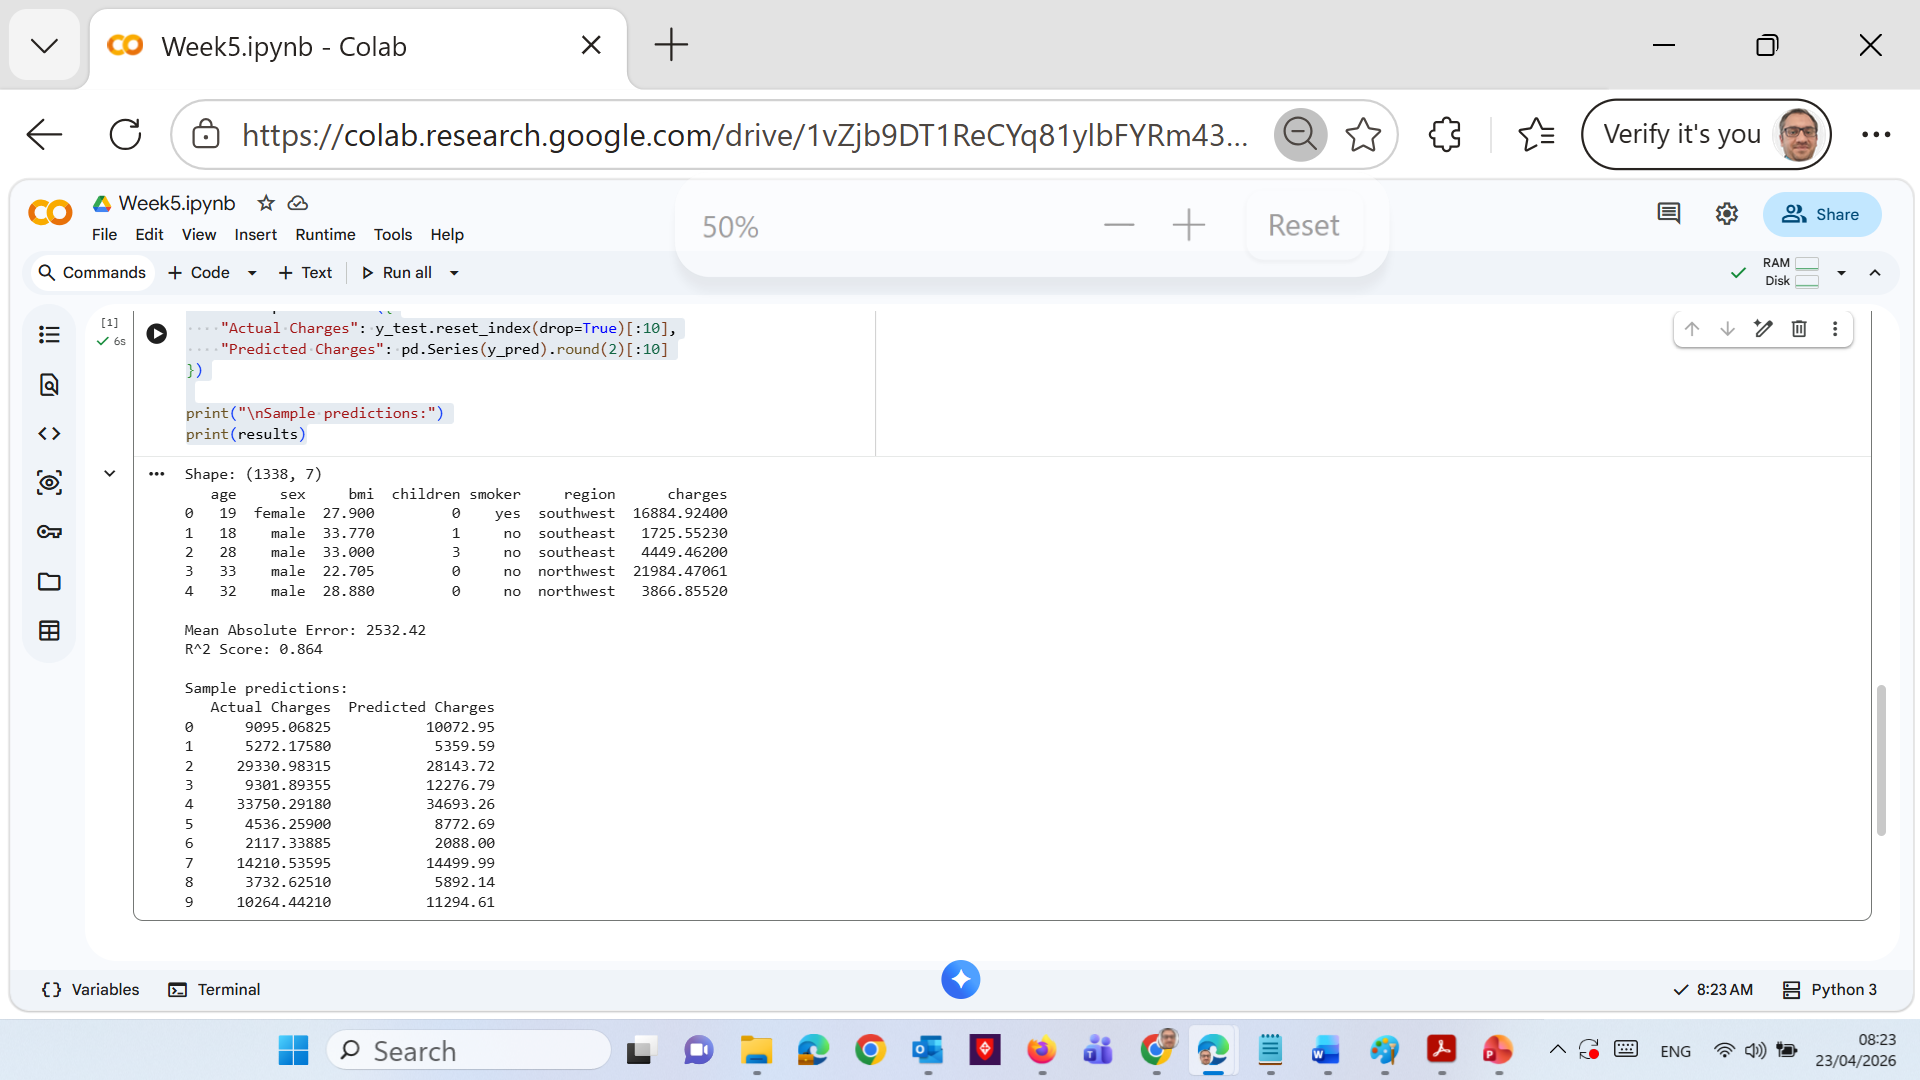 Week5.ipynb - Colab
https://colab.research.google.com/drive/1vZjb9DT1ReCYq81ylbFYRm43...
Verify it's you
Week5.ipynb
50%
Reset
Share
File Edit View Insert Runtime Tools Help
Commands + Code + Text Run all
RAM
Disk
[1]
6s
"Actual Charges": y_test.reset_index(drop=True)[:10],
"Predicted Charges": pd.Series(y_pred).round(2)[:10]
})
print("\nSample predictions:")
print(results)
Shape: (1338, 7)
age sex bmi children smoker region charges
0 19 female 27.900 0 yes southwest 16884.92400
1 18 male 33.770 1 no southeast 1725.55230
2 28 male 33.000 3 no southeast 4449.46200
3 33 male 22.705 0 no northwest 21984.47061
4 32 male 28.880 0 no northwest 3866.85520
Mean Absolute Error: 2532.42
R^2 Score: 0.864
Sample predictions:
Actual Charges Predicted Charges
0 9095.06825 10072.95
1 5272.17580 5359.59
2 29330.98315 28143.72
3 9301.89355 12276.79
4 33750.29180 34693.26
5 4536.25900 8772.69
6 2117.33885 2088.00
7 14210.53595 14499.99
8 3732.62510 5892.14
9 10264.44210 11294.61
Variables Terminal
8:23 AM Python 3
Search
ENG
08:23
23/04/2026